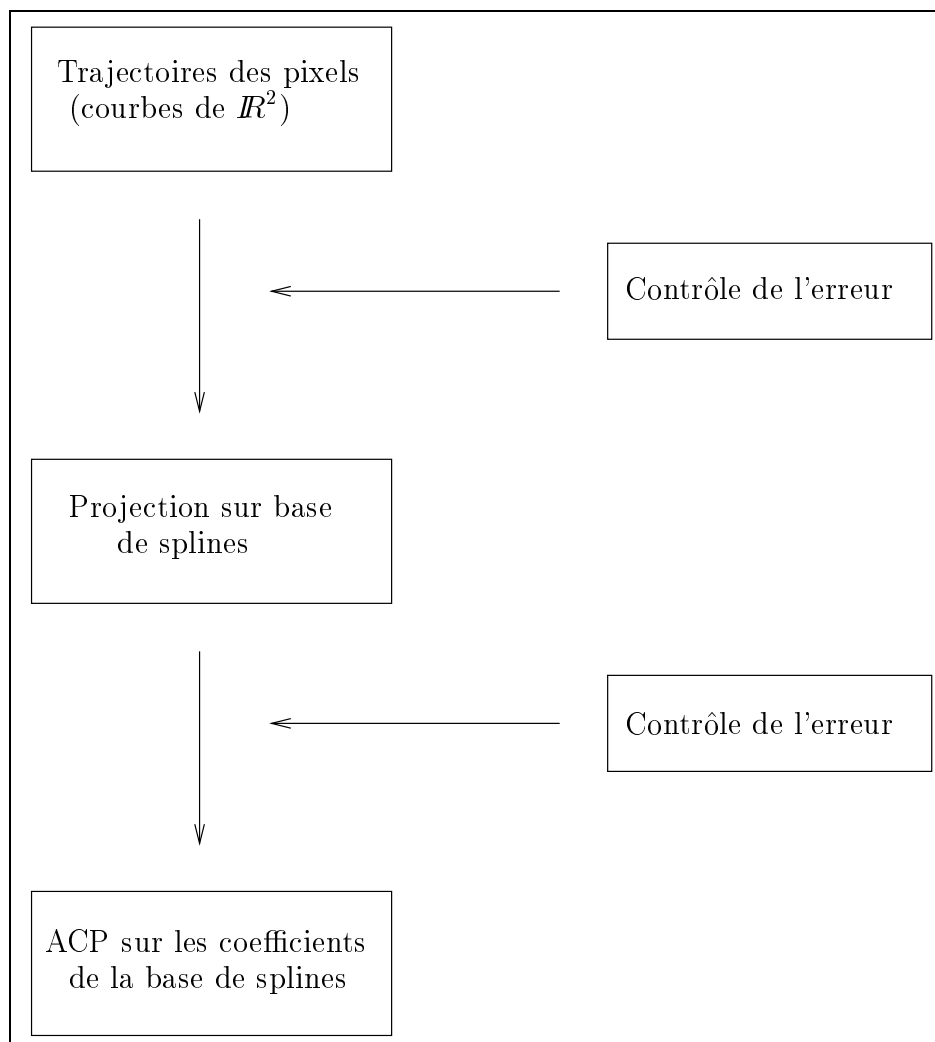 Trajectoires des pixels
(courbes de IR²)
Contrôle de l'erreur
Projection sur base
de splines
Contrôle de l'erreur
ACP sur les coefficients
de la base de splines